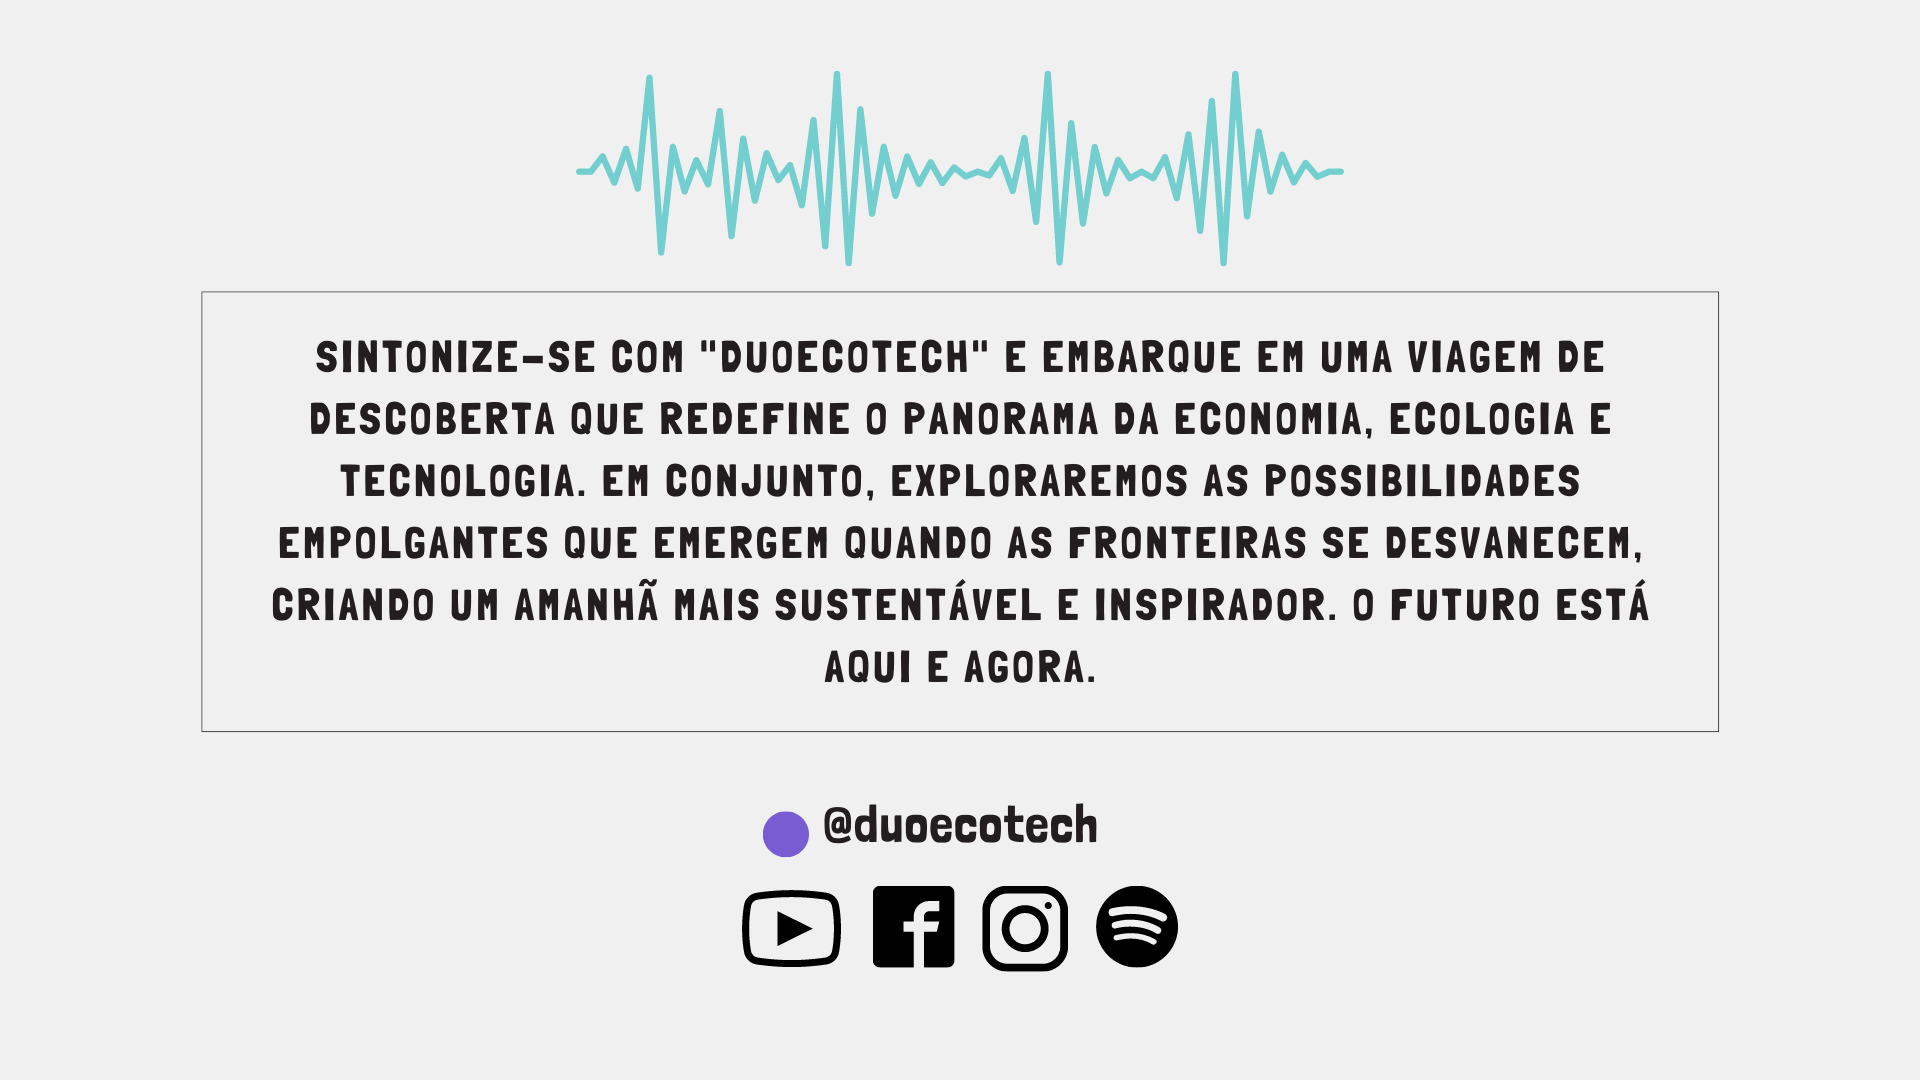 SINTONIZE-SE COM "DUOECOTECH" E EMBARQUE EM UMA VIAGEM DE
DESCOBERTA QUE REDEFINE O PANORAMA DA ECONOMIA, ECOLOGIA E
TECNOLOGIA. EM CONJUNTO, EXPLORAREMOS AS POSSIBILIDADES
EMPOLGANTES QUE EMERGEM QUANDO AS FRONTEIRAS SE DESVANECEM,
CRIANDO UM AMANHÃ MAIS SUSTENTÁVEL E INSPIRADOR. O FUTURO ESTÁ
AQUI E AGORA.
@duoecotech